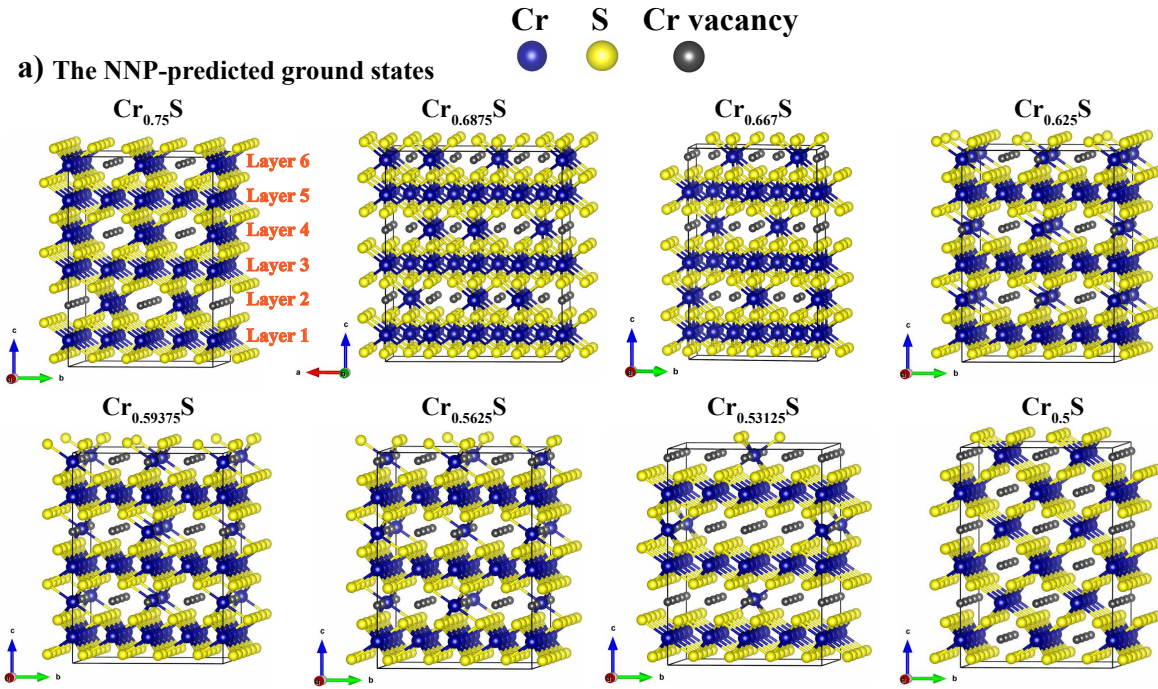 Cr S Cr vacancy
a) The NNP-predicted ground states
Cr0.75S Cr0.6875S Cr0.667S Cr0.625S
Layer 6
Layer 5
Layer 4
Layer 3
Layer 2
Layer 1
c b
c a
c b
c b
Cr0.59375S Cr0.5625S Cr0.53125S Cr0.5S
c b
c b
c b
c b